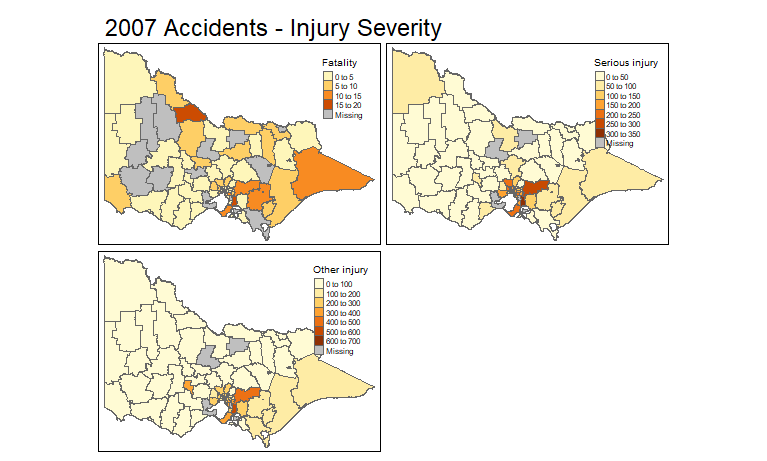 2007 Accidents - Injury Severity
Fatality
0 to 5
5 to 10
10 to 15
15 to 20
Missing
Serious injury
0 to 50
50 to 100
100 to 150
150 to 200
200 to 250
250 to 300
300 to 350
Missing
Other injury
0 to 100
100 to 200
200 to 300
300 to 400
400 to 500
500 to 600
600 to 700
Missing